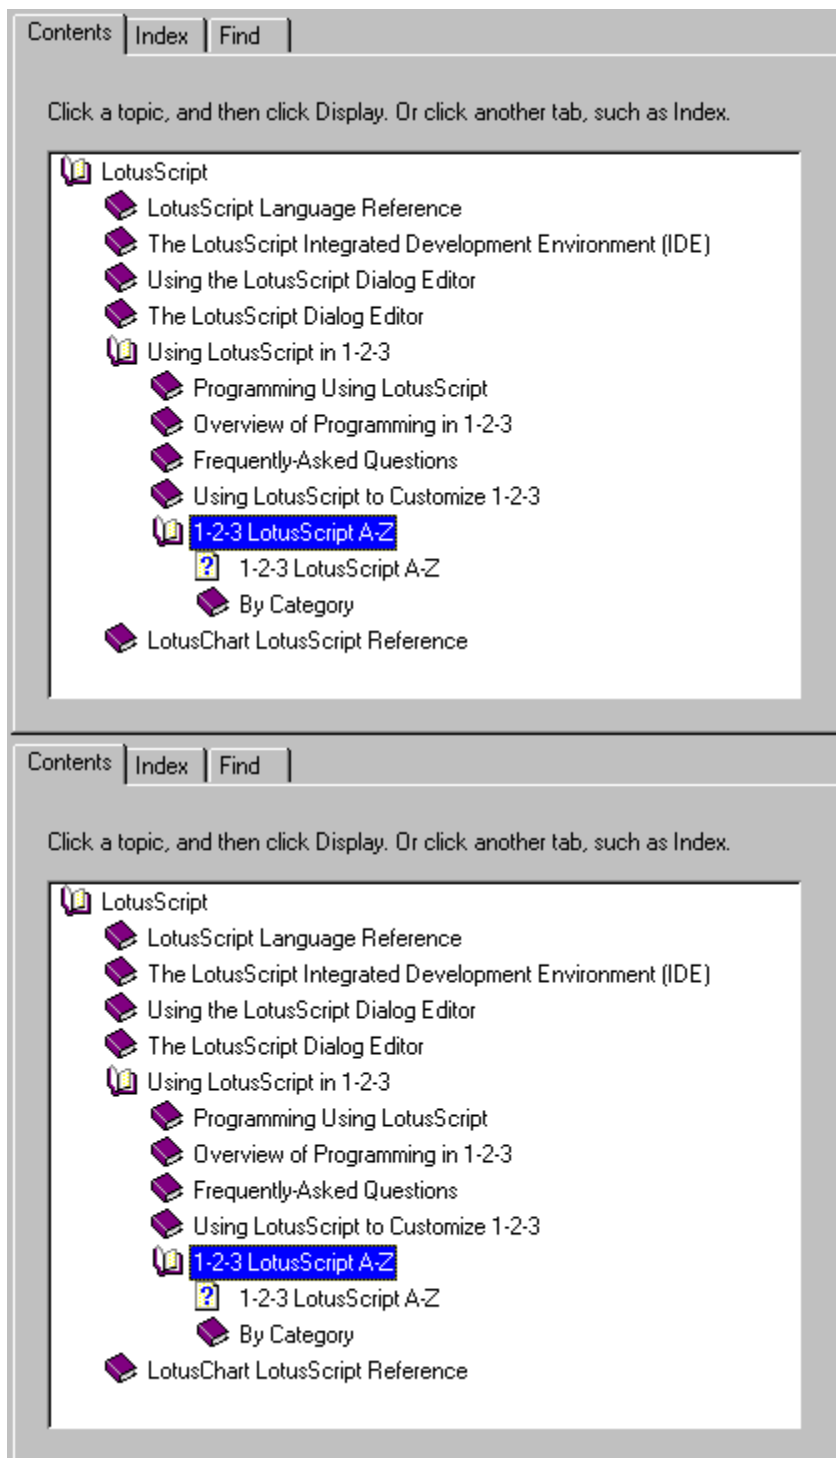 Contents Index Find
Click a topic, and then click Display. Or click another tab, such as Index.
LotusScript
LotusScript Language Reference
The LotusScript Integrated Development Environment (IDE)
Using the LotusScript Dialog Editor
The LotusScript Dialog Editor
Using LotusScript in 1-2-3
Programming Using LotusScript
Overview of Programming in 1-2-3
Frequently-Asked Questions
Using LotusScript to Customize 1-2-3
1-2-3 LotusScript A-Z
1-2-3 LotusScript A-Z
By Category
LotusChart LotusScript Reference
Contents Index Find
Click a topic, and then click Display. Or click another tab, such as Index.
LotusScript
LotusScript Language Reference
The LotusScript Integrated Development Environment (IDE)
Using the LotusScript Dialog Editor
The LotusScript Dialog Editor
Using LotusScript in 1-2-3
Programming Using LotusScript
Overview of Programming in 1-2-3
Frequently-Asked Questions
Using LotusScript to Customize 1-2-3
1-2-3 LotusScript A-Z
1-2-3 LotusScript A-Z
By Category
LotusChart LotusScript Reference